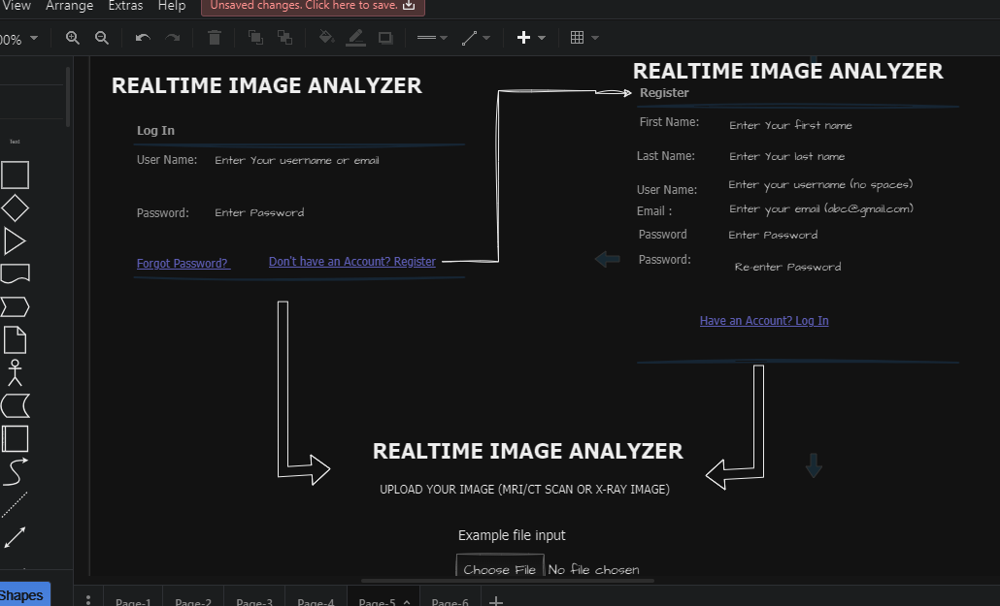 View Arrange Extras Help Unsaved changes. Click here to save.
00%
Text
REALTIME IMAGE ANALYZER
Log In
User Name: Enter Your username or email
Password: Enter Password
Forgot Password? Don't have an Account? Register
REALTIME IMAGE ANALYZER
Register
First Name: Enter Your first name
Last Name: Enter Your last name
User Name: Enter your username (no spaces)
Email : Enter your email (abc@gmail.com)
Password Enter Password
Password: Re-enter Password
Have an Account? Log In
REALTIME IMAGE ANALYZER
UPLOAD YOUR IMAGE (MRI/CT SCAN OR X-RAY IMAGE)
Example file input
Choose File No file chosen
Shapes
Page-1 Page-2 Page-3 Page-4 Page-5 Page-6